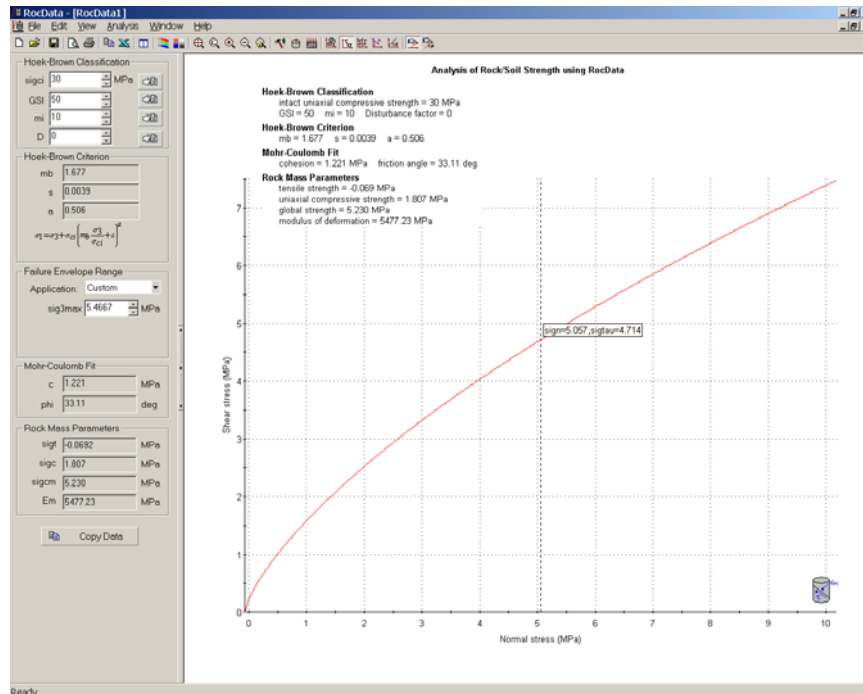 RocData - [RocData1]
File Edit View Analysis Window Help
Hoek-Brown Classification
sigci 30 MPa
GSI 50
mi 10
D 0
Hoek-Brown Criterion
mb 1.677
s 0.0039
a 0.506
σ1=σ3+σci(mb σ3/σci+s)^a
Failure Envelope Range
Application: Custom
sig3max 5.4667 MPa
Mohr-Coulomb Fit
c 1.221 MPa
phi 33.11 deg
Rock Mass Parameters
sigt -0.0692 MPa
sigc 1.807 MPa
sigcm 5.230 MPa
Em 5477.23 MPa
Copy Data
Analysis of Rock/Soil Strength using RocData
Hoek-Brown Classification
intact uniaxial compressive strength = 30 MPa
GSI = 50 mi = 10 Disturbance factor = 0
Hoek-Brown Criterion
mb = 1.677 s = 0.0039 a = 0.506
Mohr-Coulomb Fit
cohesion = 1.221 MPa friction angle = 33.11 deg
Rock Mass Parameters
tensile strength = -0.069 MPa
uniaxial compressive strength = 1.807 MPa
global strength = 5.230 MPa
modulus of deformation = 5477.23 MPa
7
6
5
4
3
2
1
0
Shear stress (MPa)
sign=5.057,sigtau=4.714
0 1 2 3 4 5 6 7 8 9 10
Normal stress (MPa)
Ready